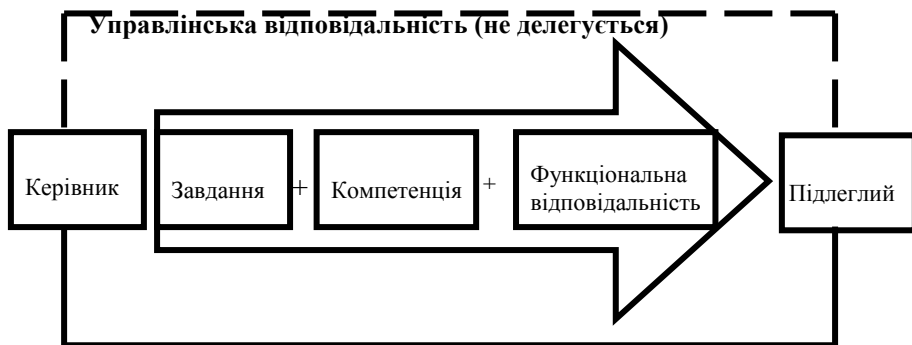 Управлінська відповідальність (не делегується)
Керівник
Завдання
+
Компетенція
+
Функціональна
відповідальність
Підлеглий